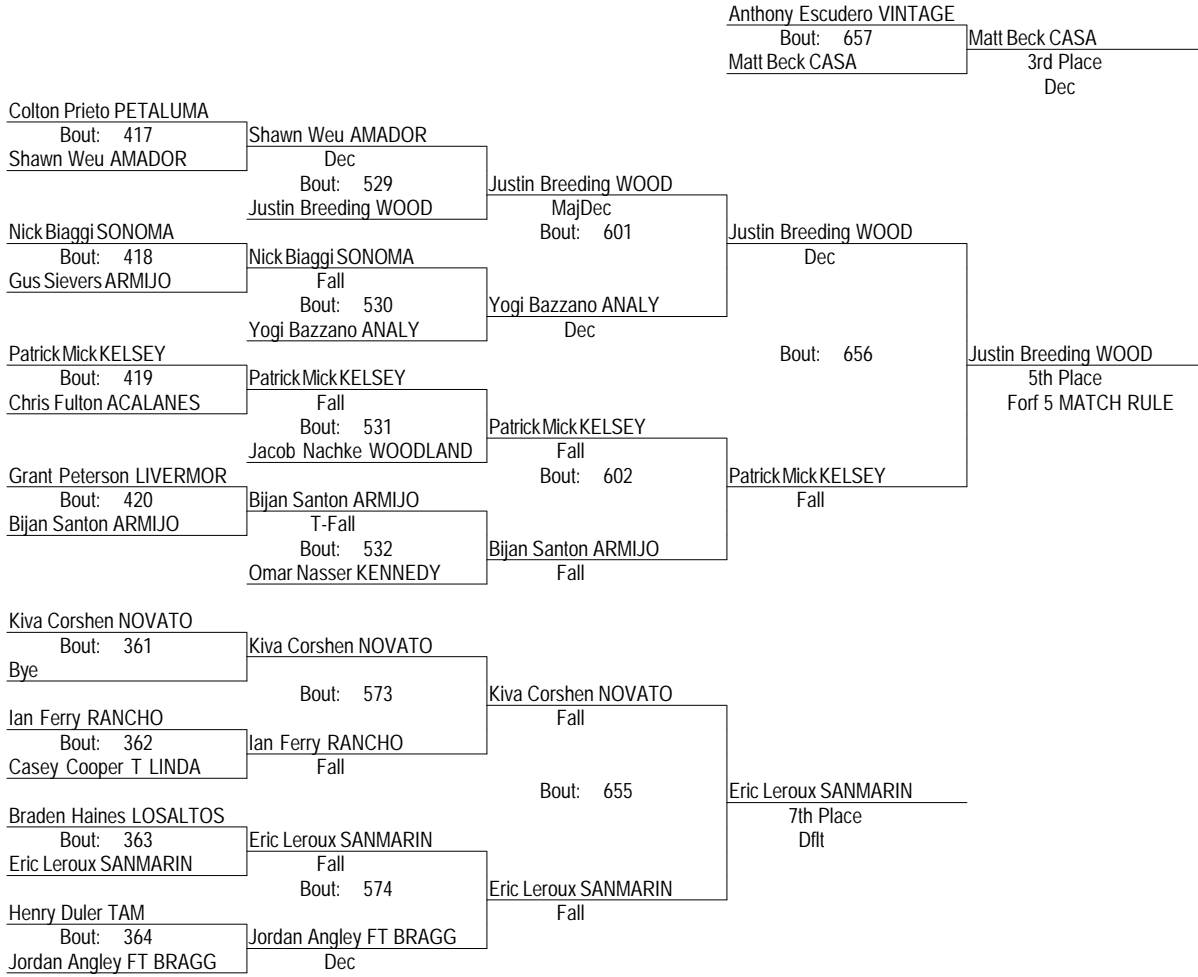 Anthony Escudero VINTAGE
Bout: 657
Matt Beck CASA
Matt Beck CASA
3rd Place
Dec
Colton Prieto PETALUMA
Bout: 417
Shawn Weu AMADOR
Shawn Weu AMADOR
Dec
Bout: 529
Justin Breeding WOOD
Justin Breeding WOOD
MajDec
Bout: 601
Nick Biaggi SONOMA
Bout: 418
Gus Sievers ARMIJO
Nick Biaggi SONOMA
Fall
Bout: 530
Yogi Bazzano ANALY
Yogi Bazzano ANALY
Dec
Justin Breeding WOOD
Dec
Bout: 656
Justin Breeding WOOD
5th Place
Forf 5 MATCH RULE
Patrick Mick KELSEY
Bout: 419
Chris Fulton ACALANES
Patrick Mick KELSEY
Fall
Bout: 531
Jacob Nachke WOODLAND
Patrick Mick KELSEY
Fall
Bout: 602
Patrick Mick KELSEY
Fall
Grant Peterson LIVERMOR
Bout: 420
Bijan Santon ARMIJO
Bijan Santon ARMIJO
T-Fall
Bout: 532
Omar Nasser KENNEDY
Bijan Santon ARMIJO
Fall
Kiva Corshen NOVATO
Bout: 361
Bye
Kiva Corshen NOVATO
Bout: 573
Kiva Corshen NOVATO
Fall
Ian Ferry RANCHO
Bout: 362
Casey Cooper T LINDA
Ian Ferry RANCHO
Fall
Bout: 655
Eric Leroux SANMARIN
7th Place
Dflt
Braden Haines LOSALTOS
Bout: 363
Eric Leroux SANMARIN
Eric Leroux SANMARIN
Fall
Bout: 574
Eric Leroux SANMARIN
Fall
Henry Duler TAM
Bout: 364
Jordan Angley FT BRAGG
Jordan Angley FT BRAGG
Dec